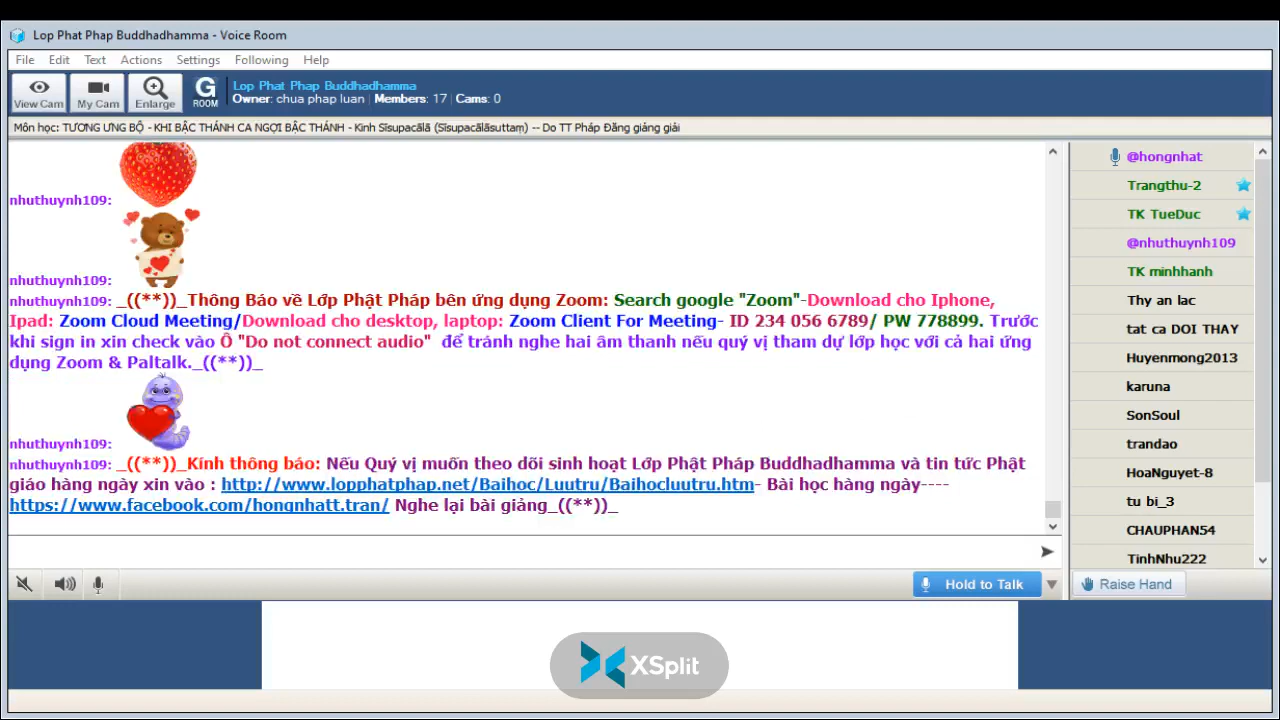 Lop Phat Phap Buddhadhamma - Voice Room
File Edit Text Actions Settings Following Help
View Cam My Cam Enlarge G ROOM
Lop Phat Phap Buddhadhamma
Owner: chua phap luan | Members: 17 | Cams: 0
Môn học: TƯƠNG ƯNG BỘ - KHI BẬC THÁNH CA NGỢI BẬC THÁNH - Kinh Sīsupacālā (Sīsupacālāsuttaṃ) -- Do TT Pháp Đăng giảng giải
nhuthuynh109:
nhuthuynh109:
nhuthuynh109: _((**))_Thông Báo về Lớp Phật Pháp bên ứng dụng Zoom: Search google "Zoom"-Download cho Iphone,
Ipad: Zoom Cloud Meeting/Download cho desktop, laptop: Zoom Client For Meeting- ID 234 056 6789/ PW 778899. Trước
khi sign in xin check vào Ô "Do not connect audio" để tránh nghe hai âm thanh nếu quý vị tham dự lớp học với cả hai ứng
dụng Zoom & Paltalk._((**))_
nhuthuynh109:
nhuthuynh109: _((**))_Kính thông báo: Nếu Quý vị muốn theo dõi sinh hoạt Lớp Phật Pháp Buddhadhamma và tin tức Phật
giáo hàng ngày xin vào : http://www.lopphatphap.net/Baihoc/Luutru/Baihocluutru.htm- Bài học hàng ngày----
https://www.facebook.com/hongnhatt.tran/ Nghe lại bài giảng_((**))_
@hongnhat
Trangthu-2
TK TueDuc
@nhuthuynh109
TK minhhanh
Thy an lac
tat ca DOI THAY
Huyenmong2013
karuna
SonSoul
trandao
HoaNguyet-8
tu bi_3
CHAUPHAN54
TinhNhu222
Hold to Talk
Raise Hand
XSplit